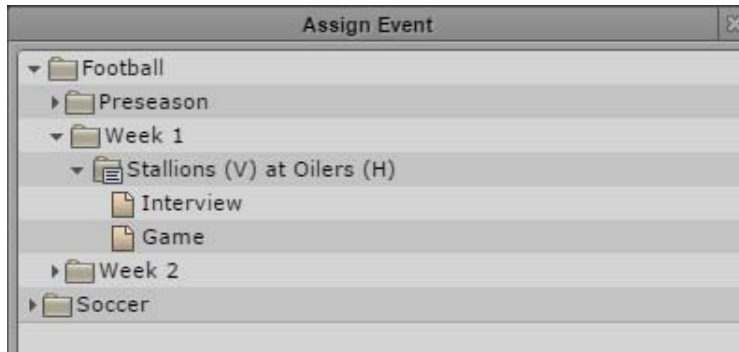 Assign Event
Football
Preseason
Week 1
Stallions (V) at Oilers (H)
Interview
Game
Week 2
Soccer